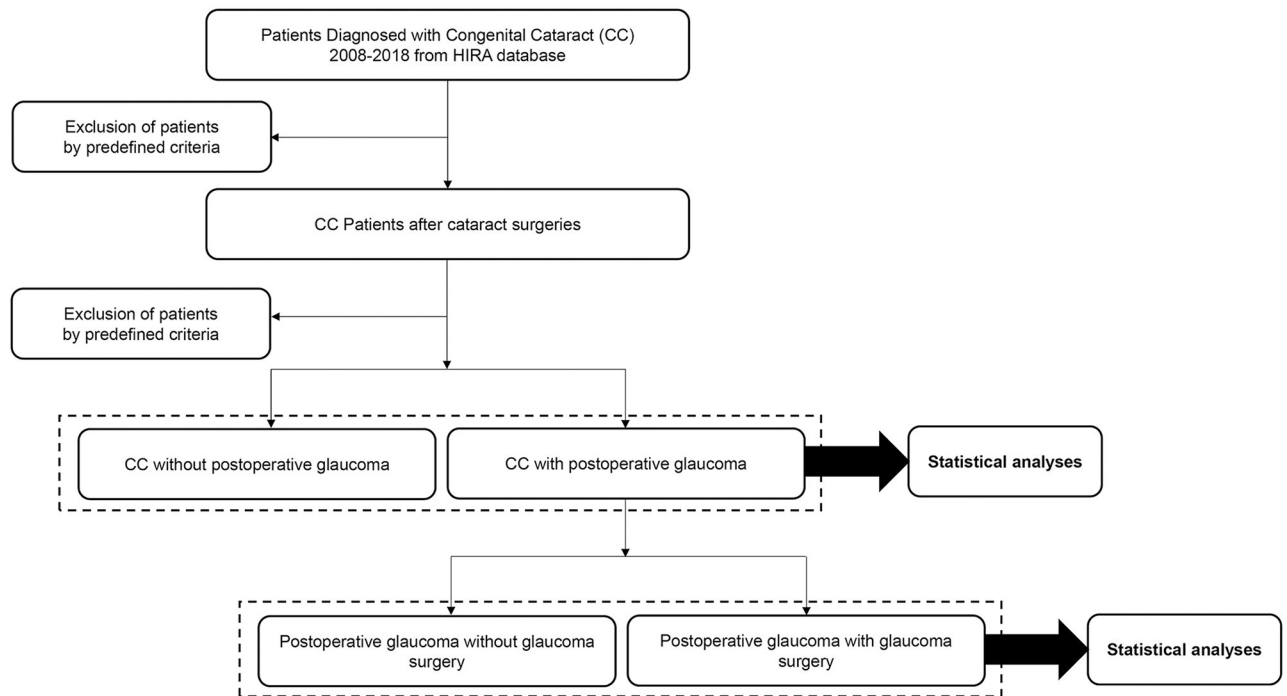 Patients Diagnosed with Congenital Cataract (CC)
2008-2018 from HIRA database
Exclusion of patients
by predefined criteria
CC Patients after cataract surgeries
Exclusion of patients
by predefined criteria
CC without postoperative glaucoma
CC with postoperative glaucoma
Statistical analyses
Postoperative glaucoma without glaucoma
surgery
Postoperative glaucoma with glaucoma
surgery
Statistical analyses